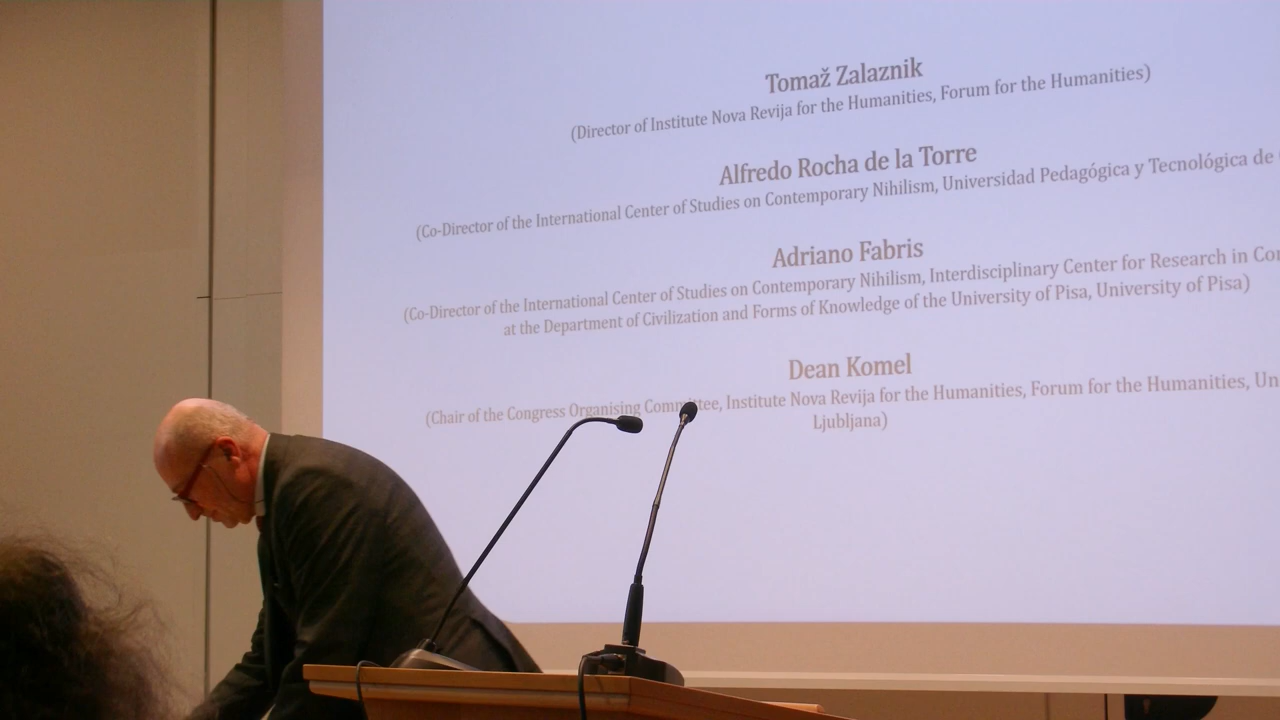 Tomaž Zalaznik
(Director of Institute Nova Revija for the Humanities, Forum for the Humanities)
Alfredo Rocha de la Torre
(Co-Director of the International Center of Studies on Contemporary Nihilism, Universidad Pedagógica y Tecnológica de
Adriano Fabris
(Co-Director of the International Center of Studies on Contemporary Nihilism, Interdisciplinary Center for Research in
at the Department of Civilization and Forms of Knowledge of the University of Pisa, University of Pisa)
Dean Komel
(Chair of the Congress Organising Committee, Institute Nova Revija for the Humanities, Forum for the Humanities,
Ljubljana)